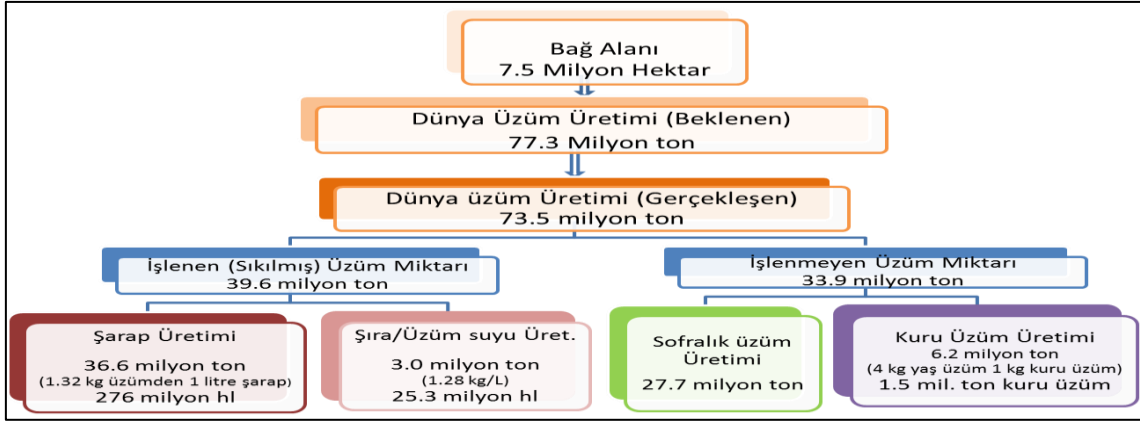 Bağ Alanı
7.5 Milyon Hektar
Dünya Üzüm Üretimi (Beklenen)
77.3 Milyon ton
Dünya üzüm Üretimi (Gerçekleşen)
73.5 milyon ton
İşlenen (Sıkılmış) Üzüm Miktarı
39.6 milyon ton
İşlenmeyen Üzüm Miktarı
33.9 milyon ton
Şarap Üretimi
36.6 milyon ton
(1.32 kg üzümden 1 litre şarap)
276 milyon hl
Şıra/Üzüm suyu Üret.
3.0 milyon ton
(1.28 kg/L)
25.3 milyon hl
Sofralık üzüm
Üretimi
27.7 milyon ton
Kuru Üzüm Üretimi
6.2 milyon ton
(4 kg yaş üzüm 1 kg kuru üzüm)
1.5 mil. ton kuru üzüm